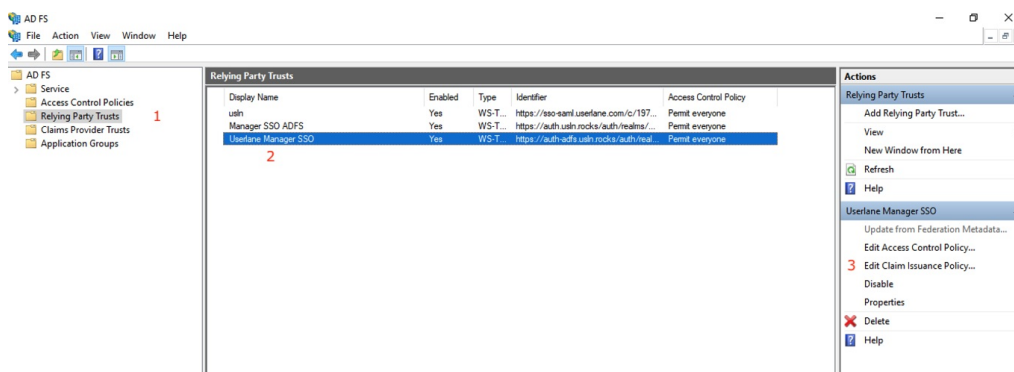 AD FS
File Action View Window Help
AD FS
Service
Access Control Policies
Relying Party Trusts 1
Claims Provider Trusts
Application Groups
Relying Party Trusts
Display Name Enabled Type Identifier Access Control Policy
usln Yes WS-T... https://sso-saml.userlane.com/c/197... Permit everyone
Manager SSO ADFS Yes WS-T... https://auth.usln.rocks/auth/realms/... Permit everyone
Userlane Manager SSO Yes WS-T... https://auth-adfs.usln.rocks/auth/real... Permit everyone
2
Actions
Relying Party Trusts
Add Relying Party Trust...
View
New Window from Here
Refresh
Help
Userlane Manager SSO
Update from Federation Metadata...
Edit Access Control Policy...
3 Edit Claim Issuance Policy...
Disable
Properties
Delete
Help